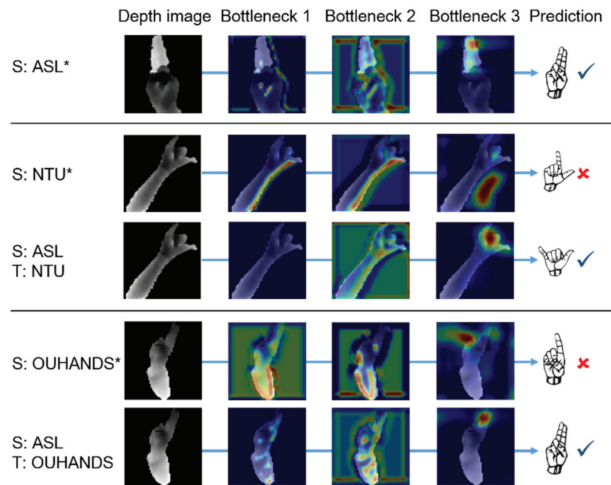 Depth image Bottleneck 1 Bottleneck 2 Bottleneck 3 Prediction
S: ASL*
S: NTU*
S: ASL
T: NTU
S: OUHANDS*
S: ASL
T: OUHANDS